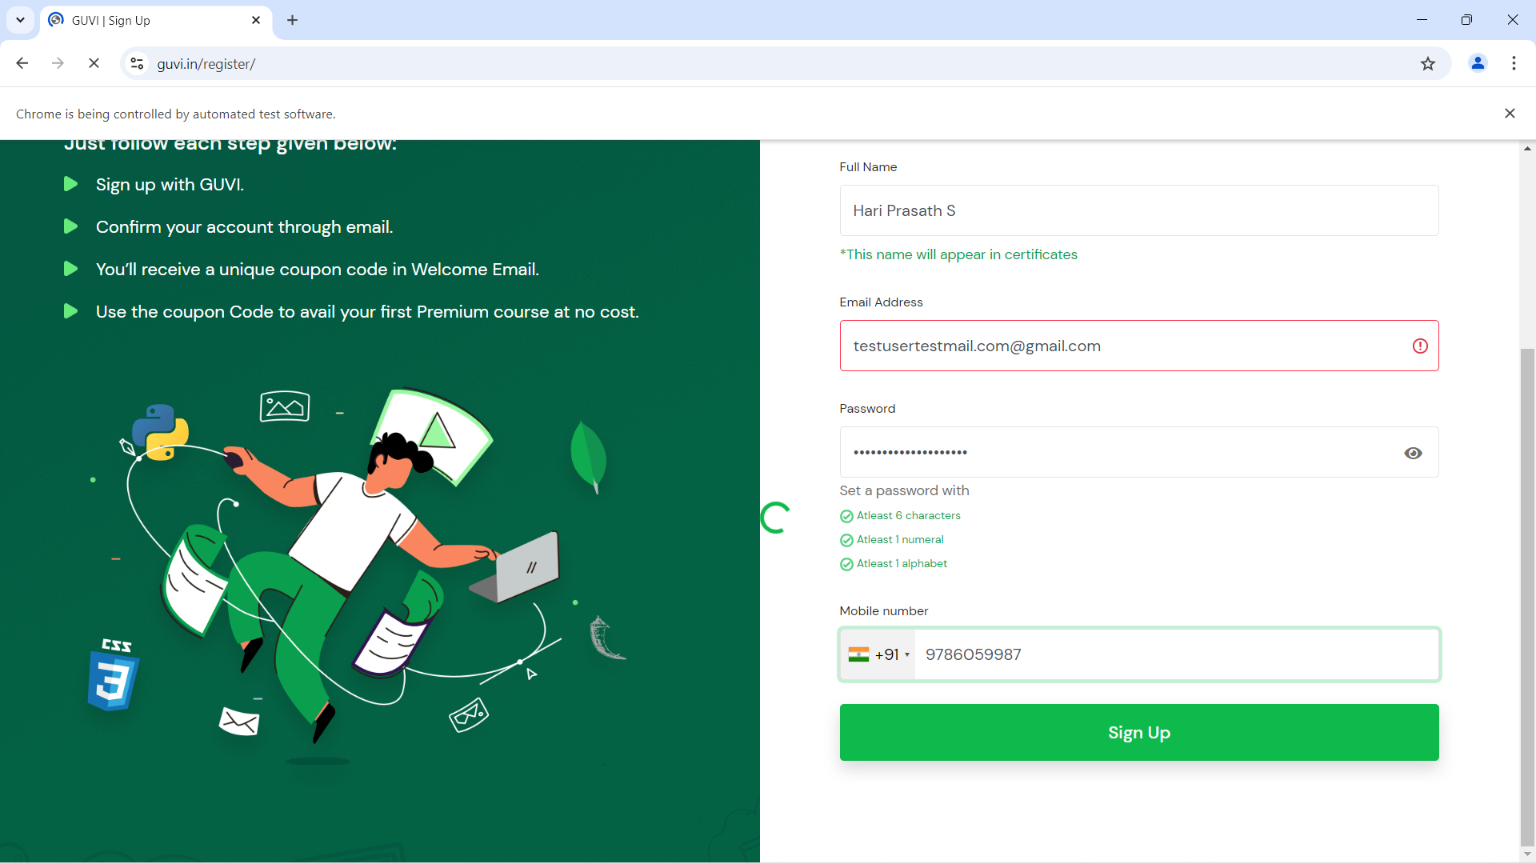 GUVI | Sign Up
guvi.in/register/
Chrome is being controlled by automated test software.
Just follow each step given below:
Sign up with GUVI.
Confirm your account through email.
You’ll receive a unique coupon code in Welcome Email.
Use the coupon Code to avail your first Premium course at no cost.
CSS
3
Full Name
Hari Prasath S
*This name will appear in certificates
Email Address
testusertestmail.com@gmail.com
Password
••••••••••••••••••••
Set a password with
Atleast 6 characters
Atleast 1 numeral
Atleast 1 alphabet
Mobile number
+91 9786059987
Sign Up